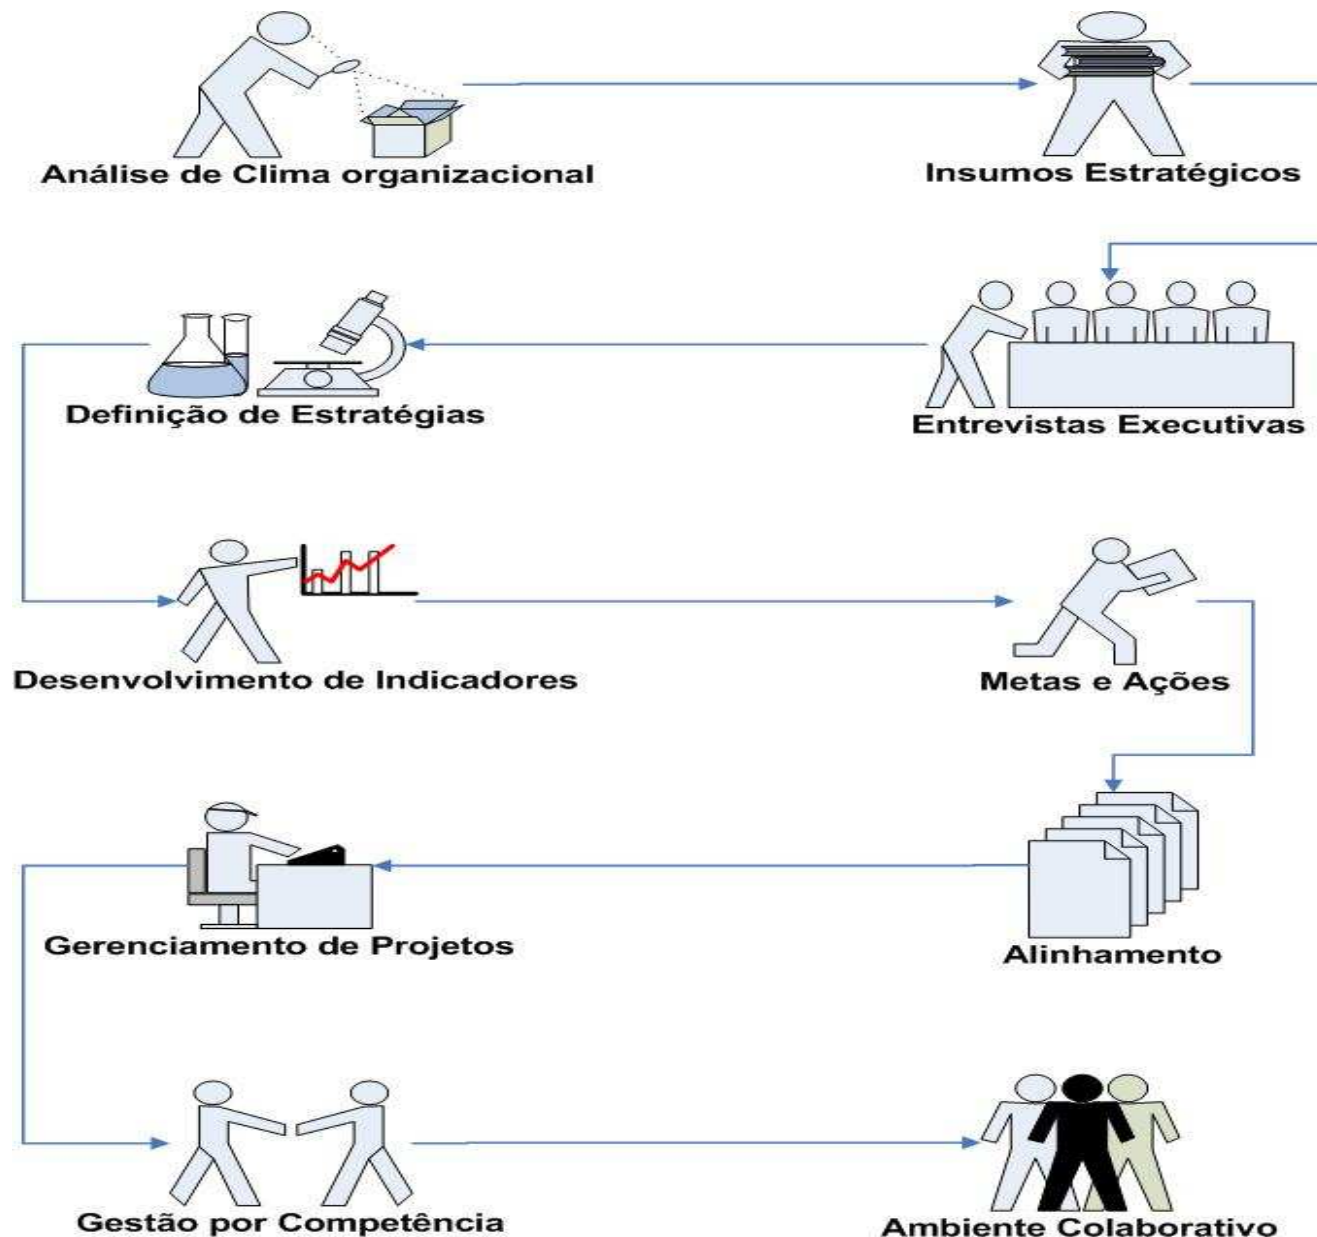 Análise de Clima organizacional
Insumos Estratégicos
Definição de Estratégias
Entrevistas Executivas
Desenvolvimento de Indicadores
Metas e Ações
Gerenciamento de Projetos
Alinhamento
Gestão por Competência
Ambiente Colaborativo